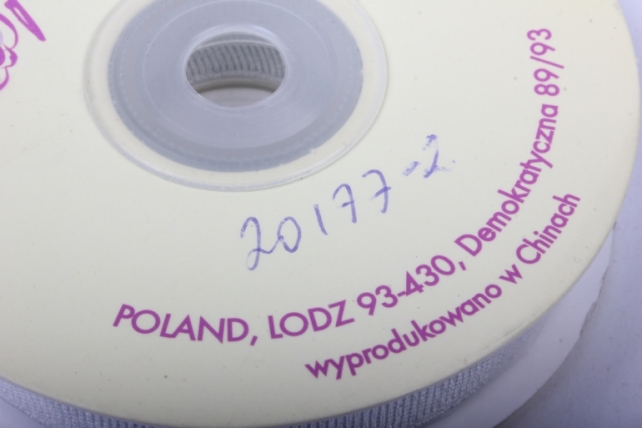 20177-2
POLAND, LODZ 93-430, Demokratyczna 89/93
wyprodukowano w Chinach